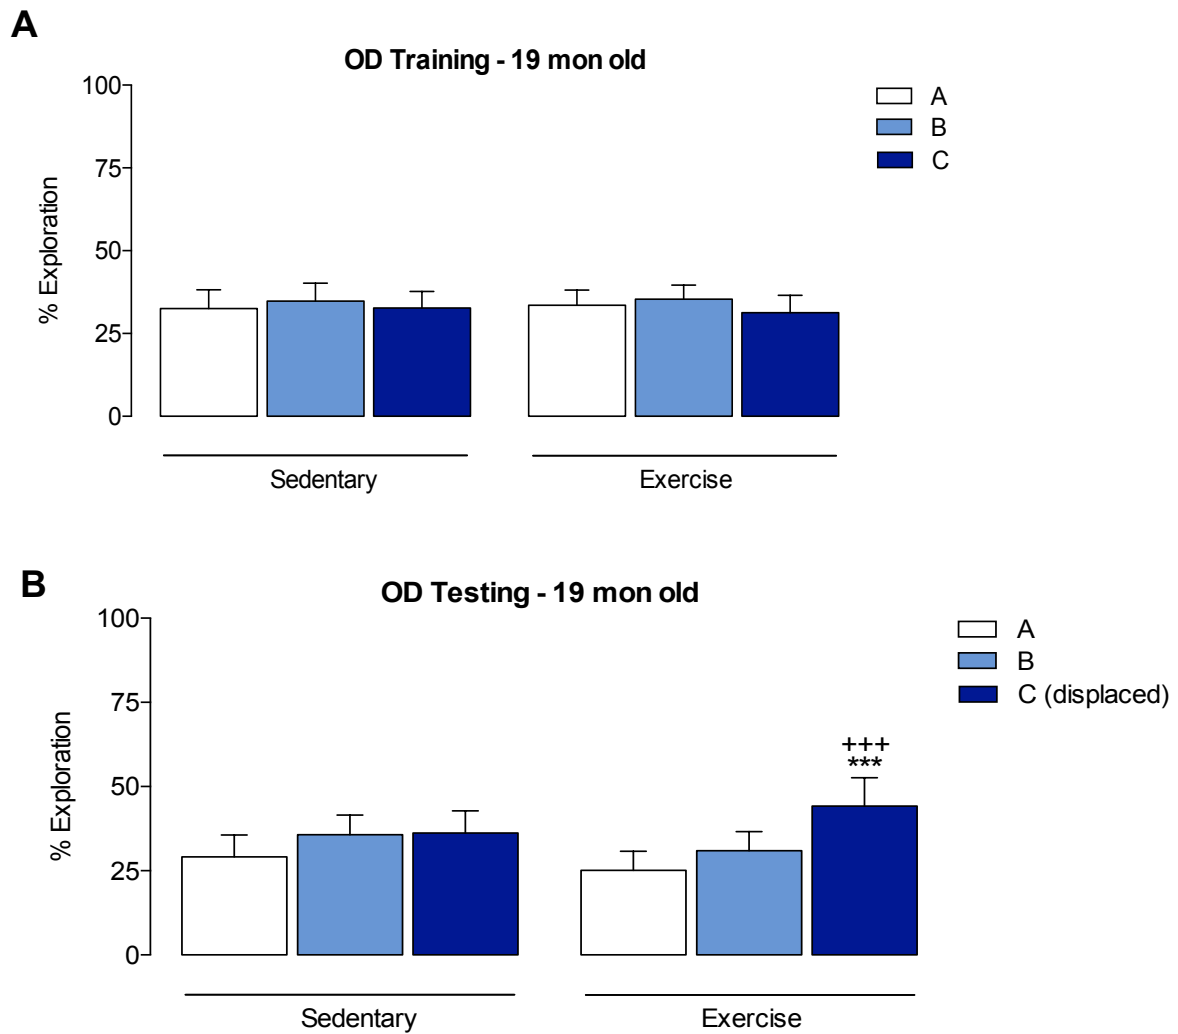 A
OD Training - 19 mon old
100
75
50
25
0
% Exploration
A
B
C
Sedentary
Exercise
B
OD Testing - 19 mon old
100
75
50
25
0
% Exploration
A
B
C (displaced)
+++
***
Sedentary
Exercise